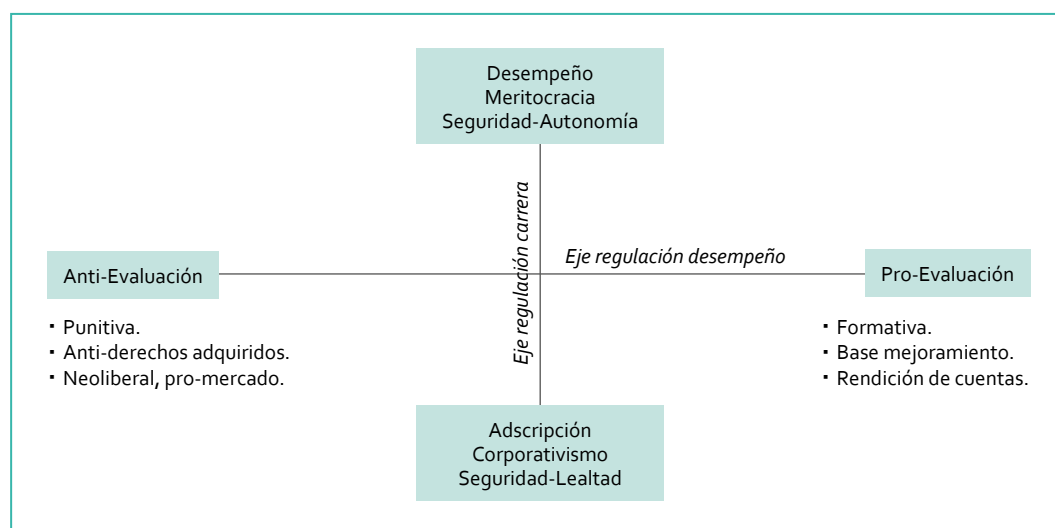 Desempeño
Meritocracia
Seguridad-Autonomía
Eje regulación carrera
Eje regulación desempeño
Anti-Evaluación
Pro-Evaluación
▪ Punitiva.
▪ Anti-derechos adquiridos.
▪ Neoliberal, pro-mercado.
▪ Formativa.
▪ Base mejoramiento.
▪ Rendición de cuentas.
Adscripción
Corporativismo
Seguridad-Lealtad